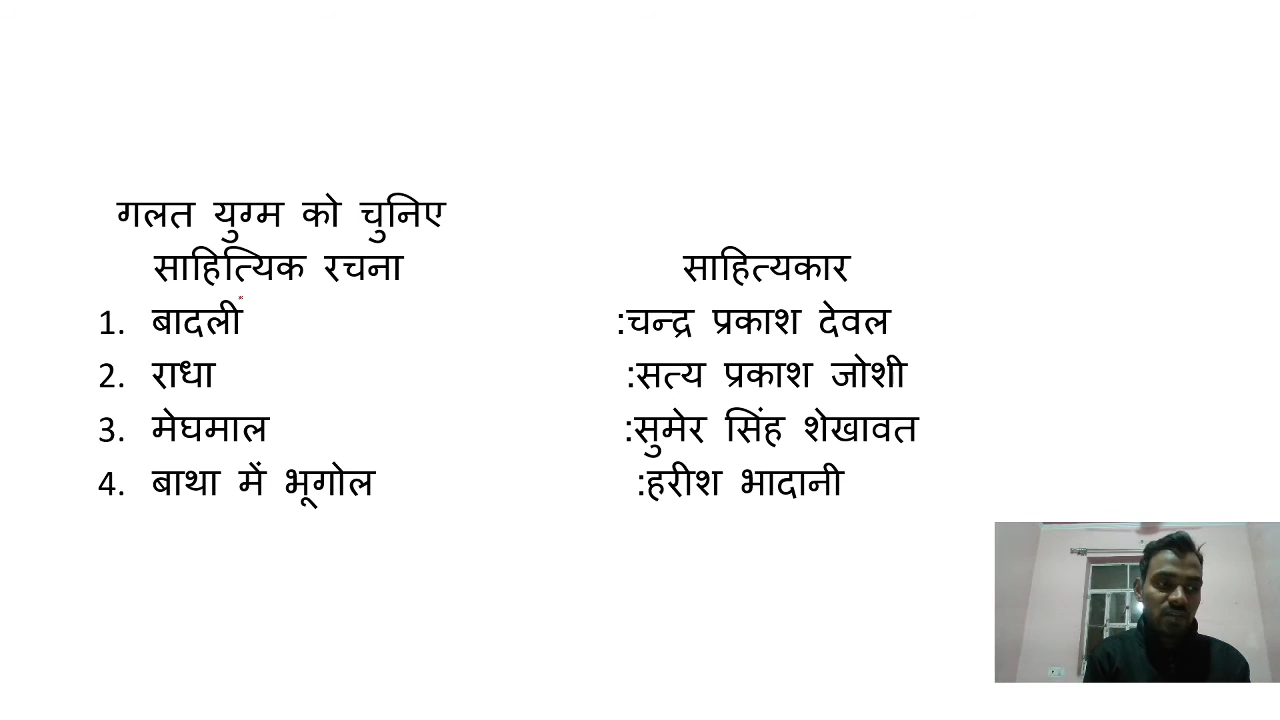 गलत युग्म को चुनिए
साहित्यिक रचना साहित्यकार
1. बादली :चन्द्र प्रकाश देवल
2. राधा :सत्य प्रकाश जोशी
3. मेघमाल :सुमेर सिंह शेखावत
4. बाथा में भूगोल :हरीश भादानी